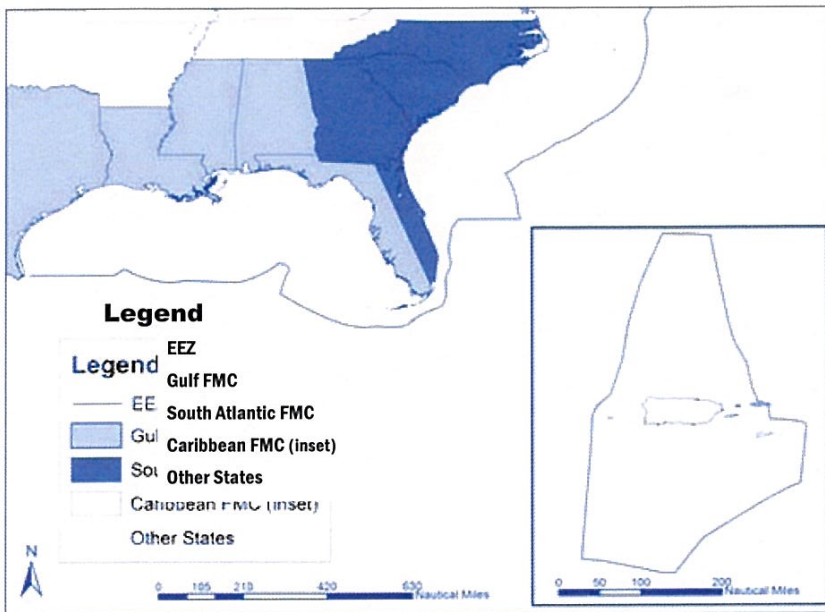 Legend
Legend
EEZ
Gulf FMC
South Atlantic FMC
Caribbean FMC (inset)
Other States
EE
Gul
Sou
Caribbean FMC (inset)
Other States
N
0 105 210 420 630
Nautical Miles
0 50 100 200
Nautical Miles